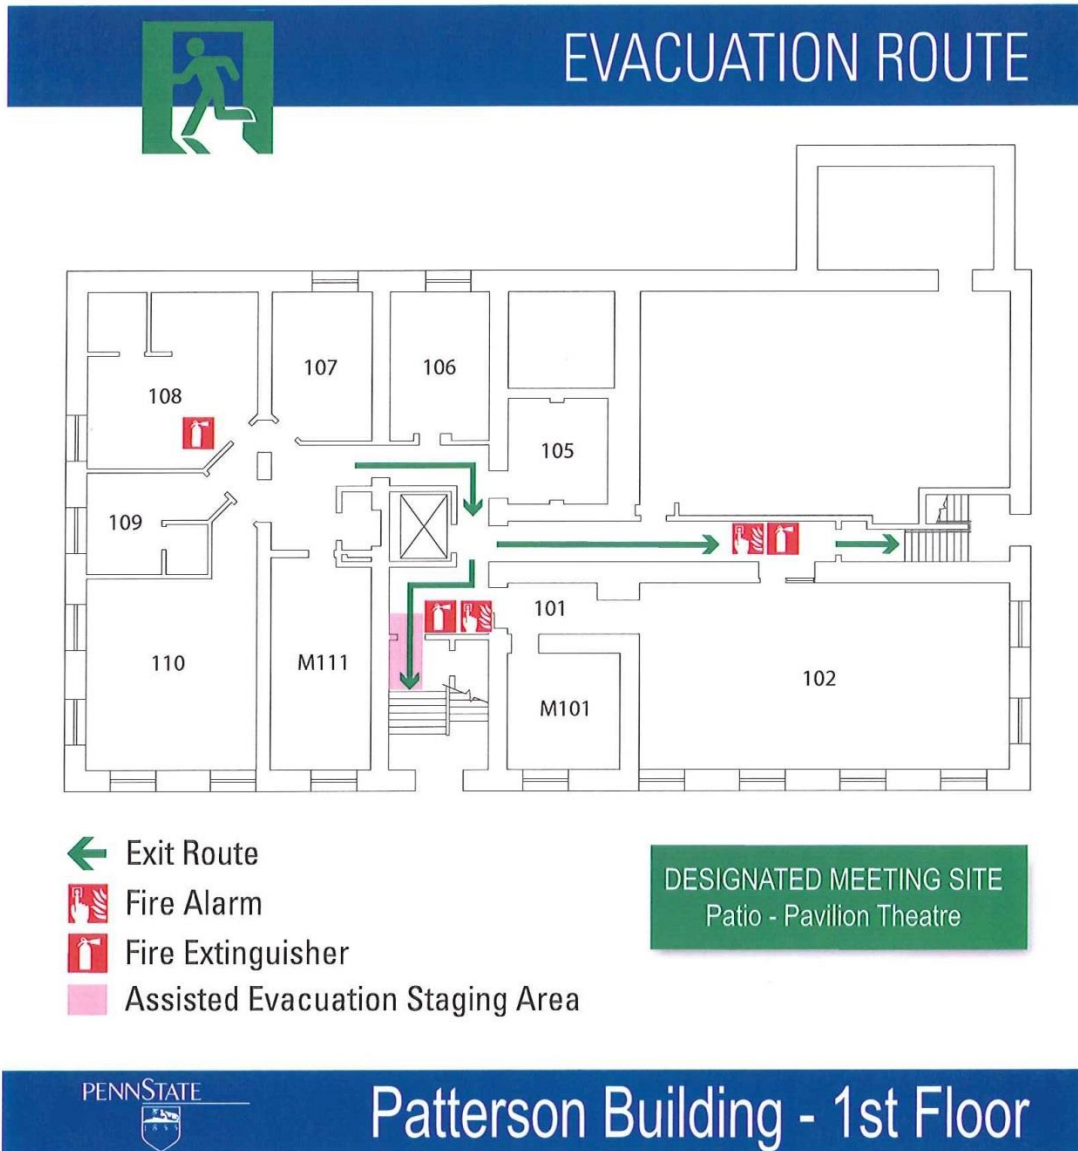 EVACUATION ROUTE
107
106
108
105
109
101
110
M111
102
M101
Exit Route
Fire Alarm
Fire Extinguisher
Assisted Evacuation Staging Area
DESIGNATED MEETING SITE
Patio - Pavilion Theatre
PENNSTATE
1855
Patterson Building - 1st Floor